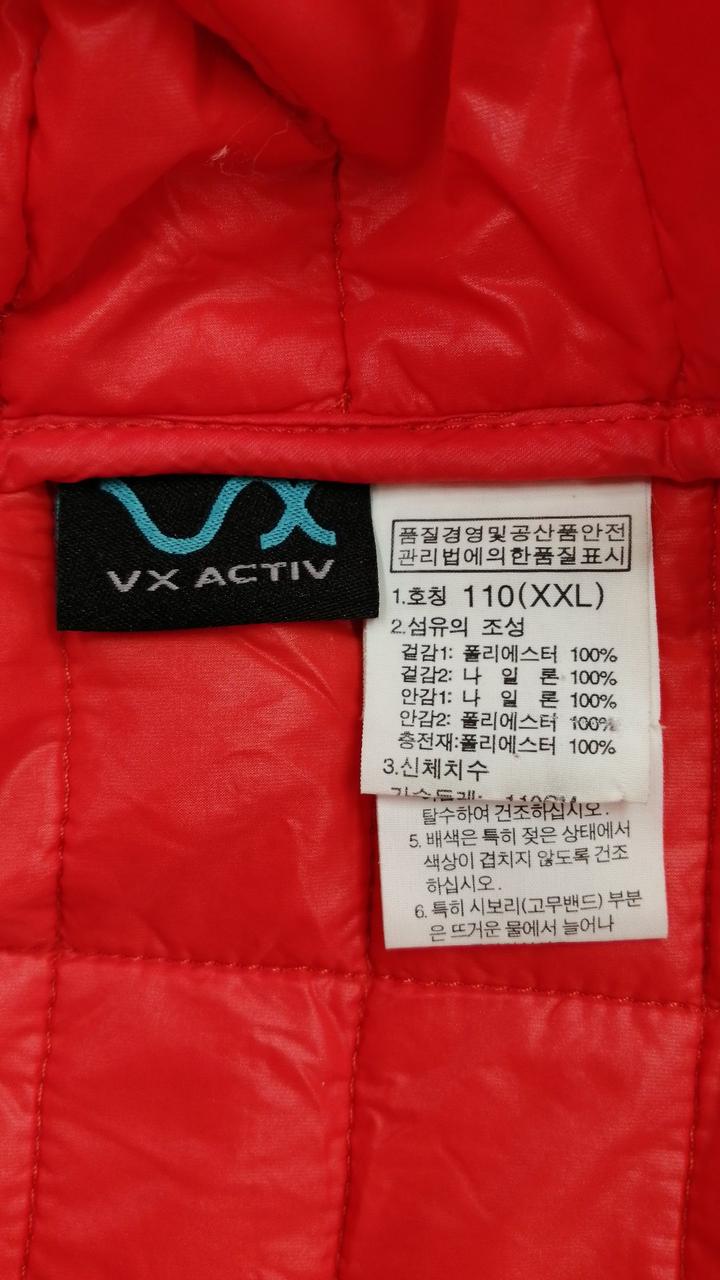 VX
VX ACTIV
품질경영및공산품안전
관리법에의한품질표시
1.호칭 110(XXL)
2.섬유의 조성
겉감1: 폴리에스터 100%
겉감2: 나 일 론 100%
안감1: 나 일 론 100%
안감2: 폴리에스터 100%
충전재:폴리에스터 100%
3.신체치수
탈수하여 건조하십시오.
5. 배색은 특히 젖은 상태에서
색상이 겹치지 않도록 건조
하십시오.
6. 특히 시보리(고무밴드) 부분
은 뜨거운 물에서 늘어나